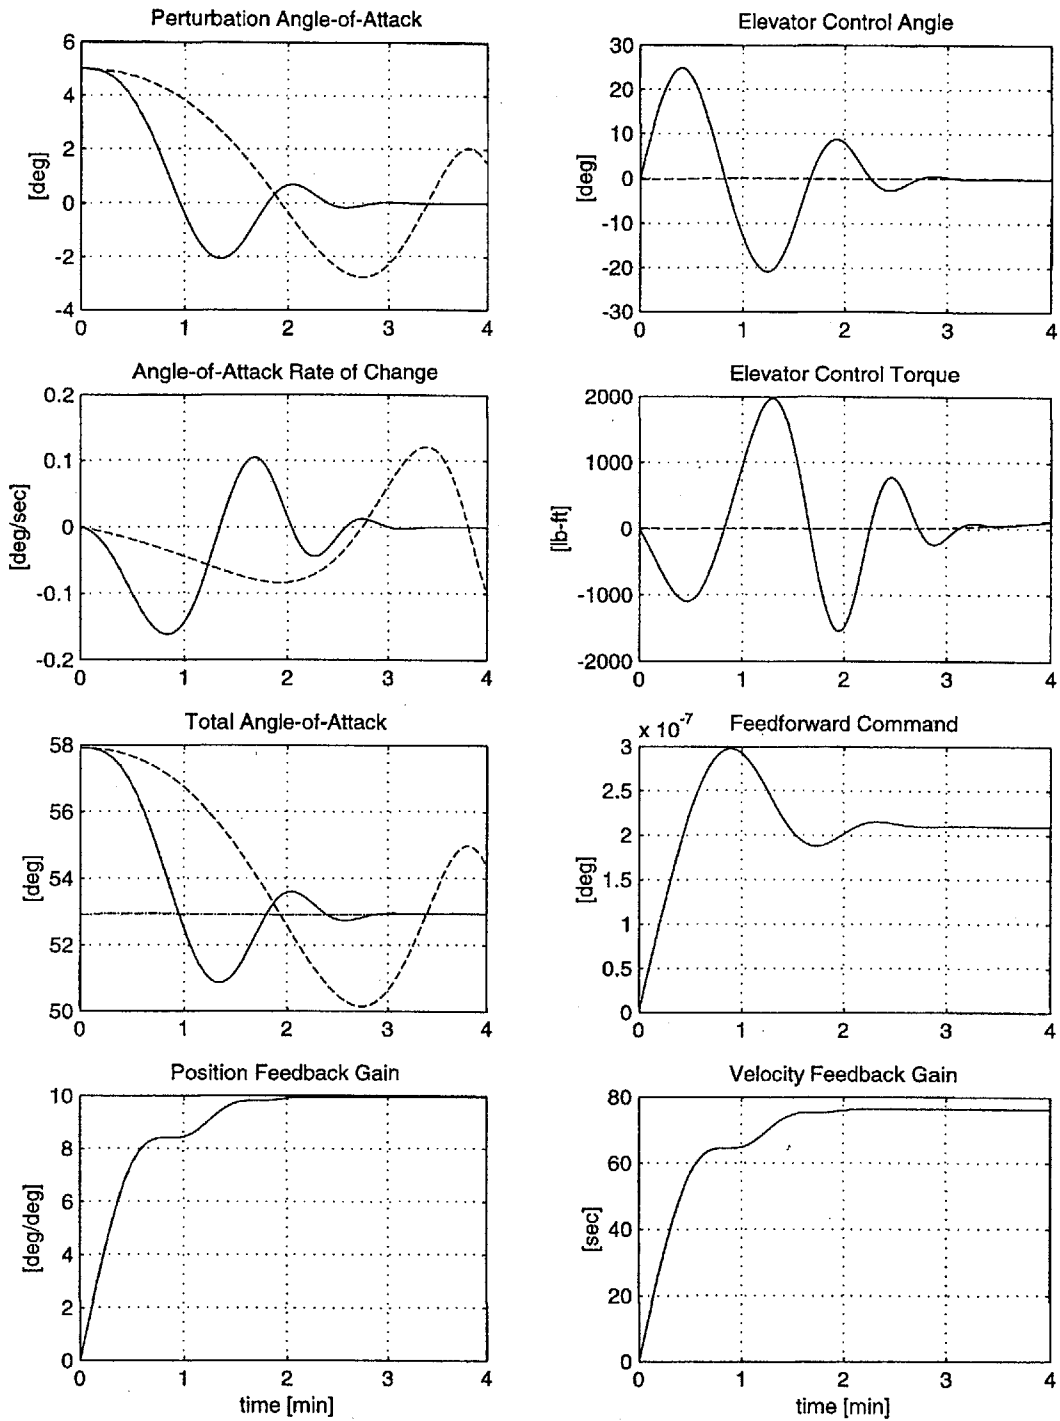 Perturbation Angle-of-Attack
6
4
2
0
-2
-4
[deg]
0 1 2 3 4
Elevator Control Angle
30
20
10
0
-10
-20
-30
[deg]
0 1 2 3 4
Angle-of-Attack Rate of Change
0.2
0.1
0
-0.1
-0.2
[deg/sec]
0 1 2 3 4
Elevator Control Torque
2000
1000
0
-1000
-2000
[lb-ft]
0 1 2 3 4
Total Angle-of-Attack
58
56
54
52
50
[deg]
0 1 2 3 4
x 10⁻⁷ Feedforward Command
3
2.5
2
1.5
1
0.5
0
[deg]
0 1 2 3 4
Position Feedback Gain
10
8
6
4
2
0
[deg/deg]
0 1 2 3 4
time [min]
Velocity Feedback Gain
80
60
40
20
0
[sec]
0 1 2 3 4
time [min]